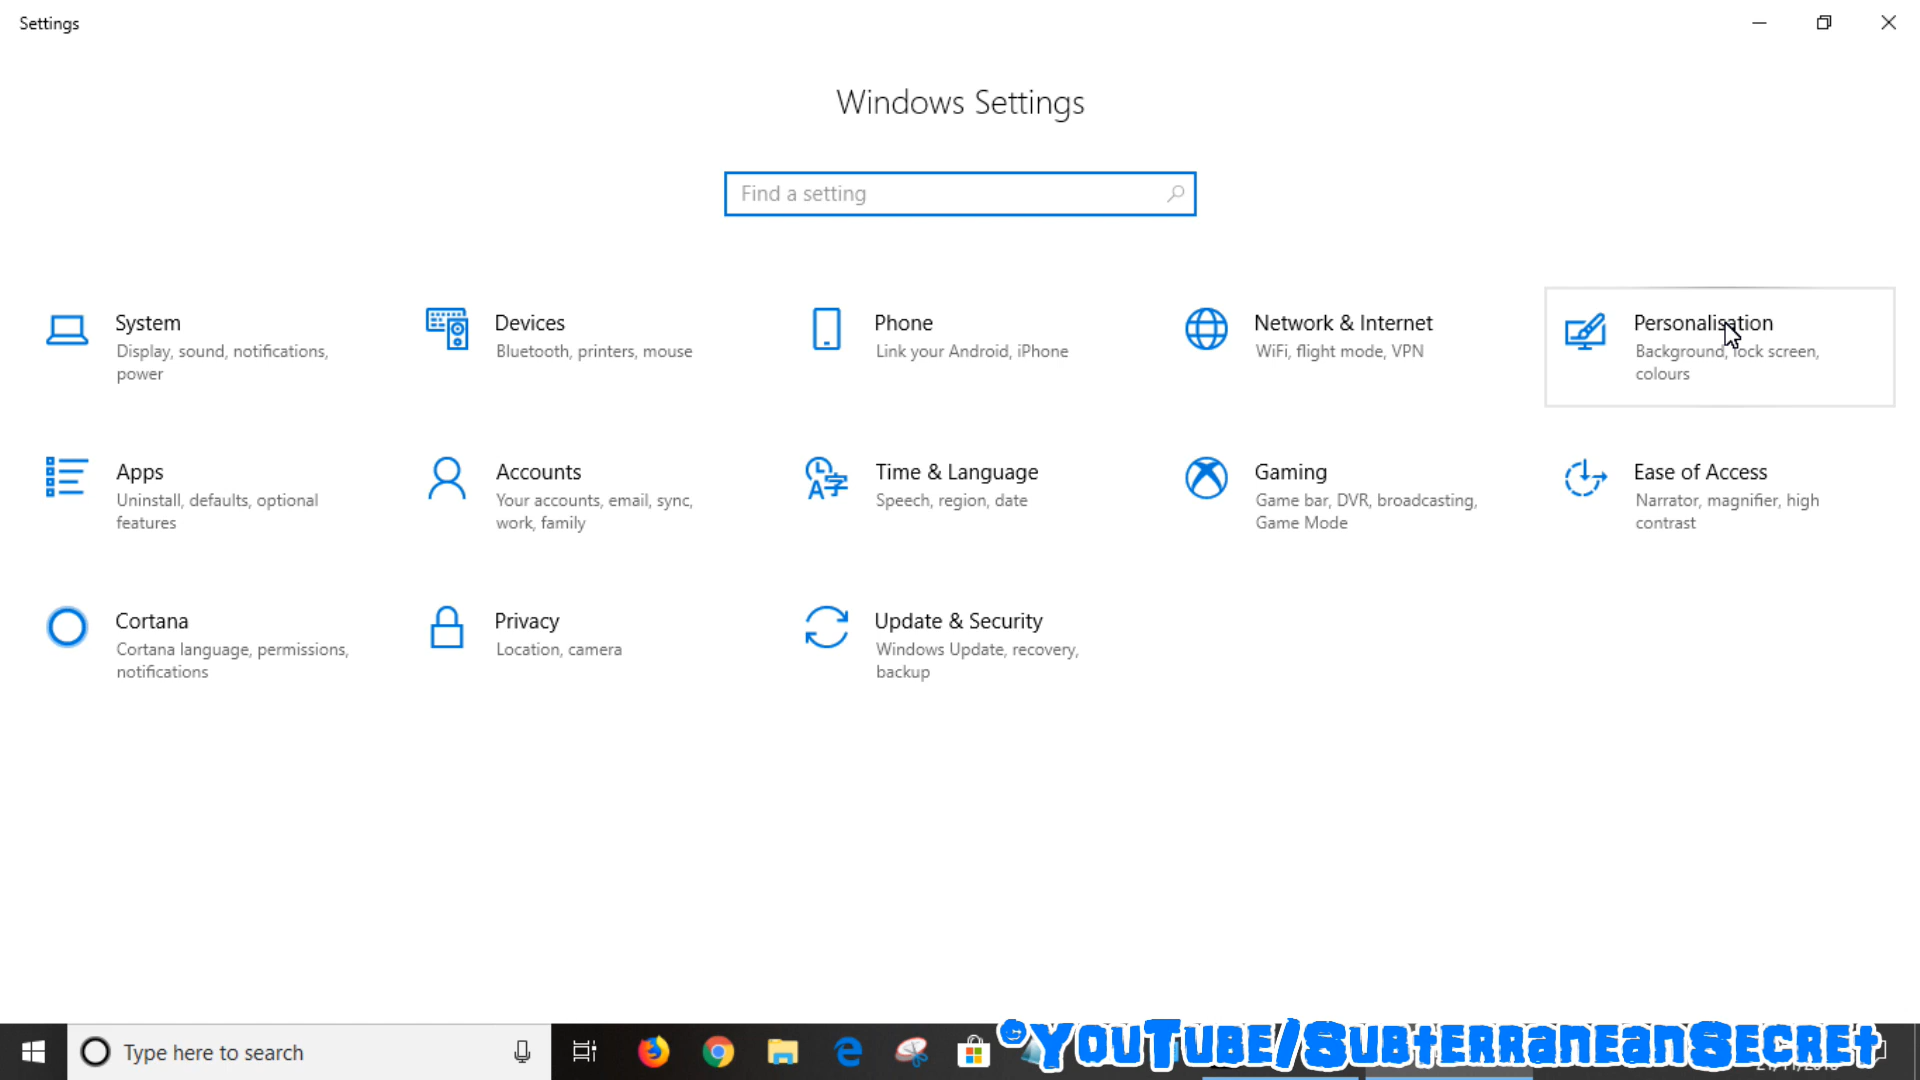 Settings
Windows Settings
Find a setting
System
Display, sound, notifications,
power
Devices
Bluetooth, printers, mouse
Phone
Link your Android, iPhone
Network & Internet
WiFi, flight mode, VPN
Personalisation
Background, lock screen,
colours
Apps
Uninstall, defaults, optional
features
Accounts
Your accounts, email, sync,
work, family
Time & Language
Speech, region, date
Gaming
Game bar, DVR, broadcasting,
Game Mode
Ease of Access
Narrator, magnifier, high
contrast
Cortana
Cortana language, permissions,
notifications
Privacy
Location, camera
Update & Security
Windows Update, recovery,
backup
Type here to search
©YouTube/SubterraneanSecret